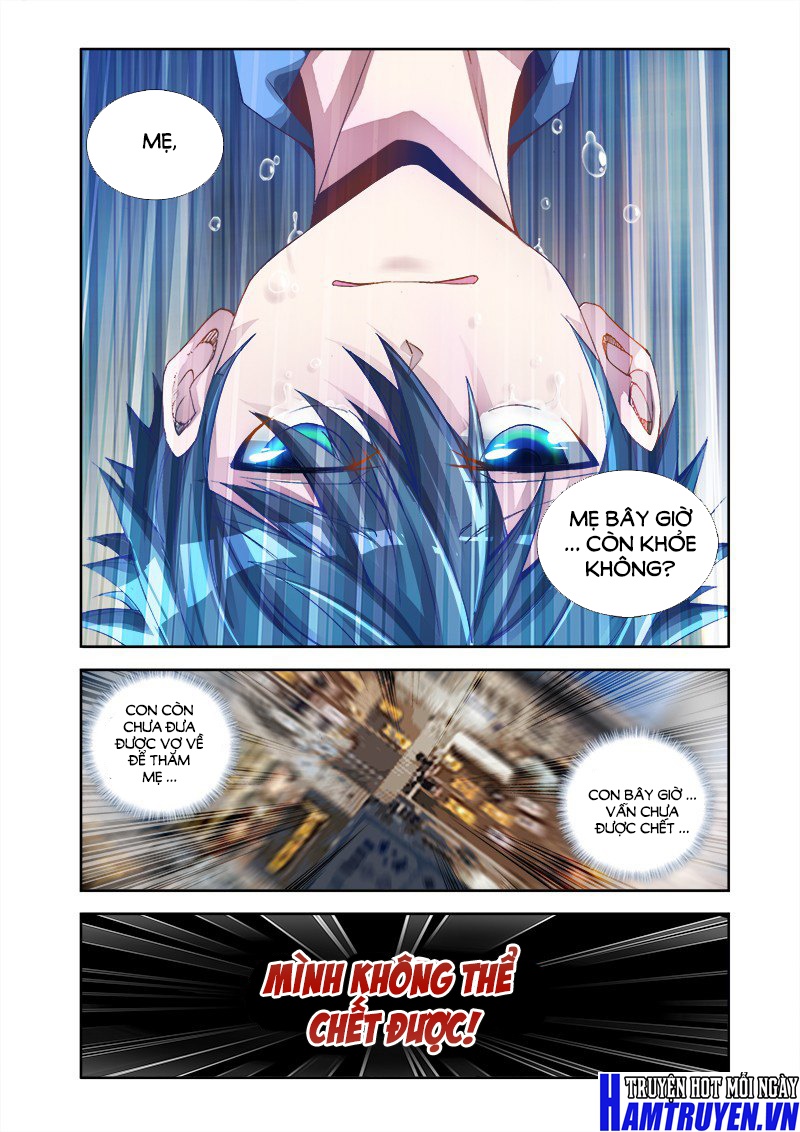 MẸ,
MẸ BÂY GIỜ
... CÒN KHỎE
KHÔNG?
CON CÒN
CHƯA ĐƯA
ĐƯỢC VỢ VỀ
ĐỂ THĂM
MẸ ...
CON BÂY GIỜ ...
VẪN CHƯA
ĐƯỢC CHẾT ...
MÌNH KHÔNG THỂ
CHẾT ĐƯỢC!
TRUYỆN HOT MỖI NGÀY
HAMTRUYEN.VN